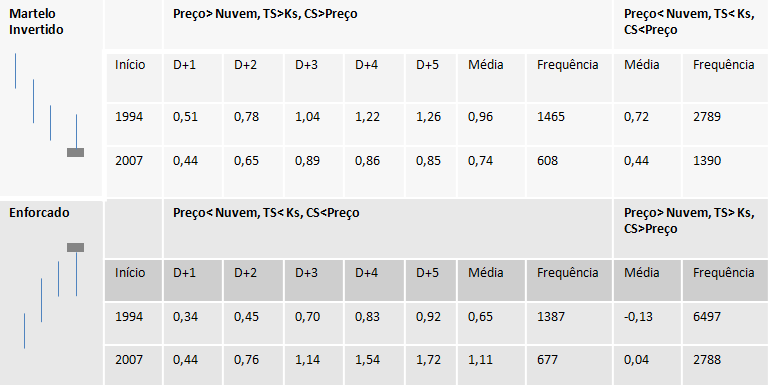 Martelo Invertido
Preço> Nuvem, TS>Ks, CS>Preço
Preço< Nuvem, TS< Ks, CS<Preço
Início D+1 D+2 D+3 D+4 D+5 Média Frequência Média Frequência
1994 0,51 0,78 1,04 1,22 1,26 0,96 1465 0,72 2789
2007 0,44 0,65 0,89 0,86 0,85 0,74 608 0,44 1390
Enforcado
Preço< Nuvem, TS< Ks, CS<Preço
Preço> Nuvem, TS> Ks, CS>Preço
Início D+1 D+2 D+3 D+4 D+5 Média Frequência Média Frequência
1994 0,34 0,45 0,70 0,83 0,92 0,65 1387 -0,13 6497
2007 0,44 0,76 1,14 1,54 1,72 1,11 677 0,04 2788